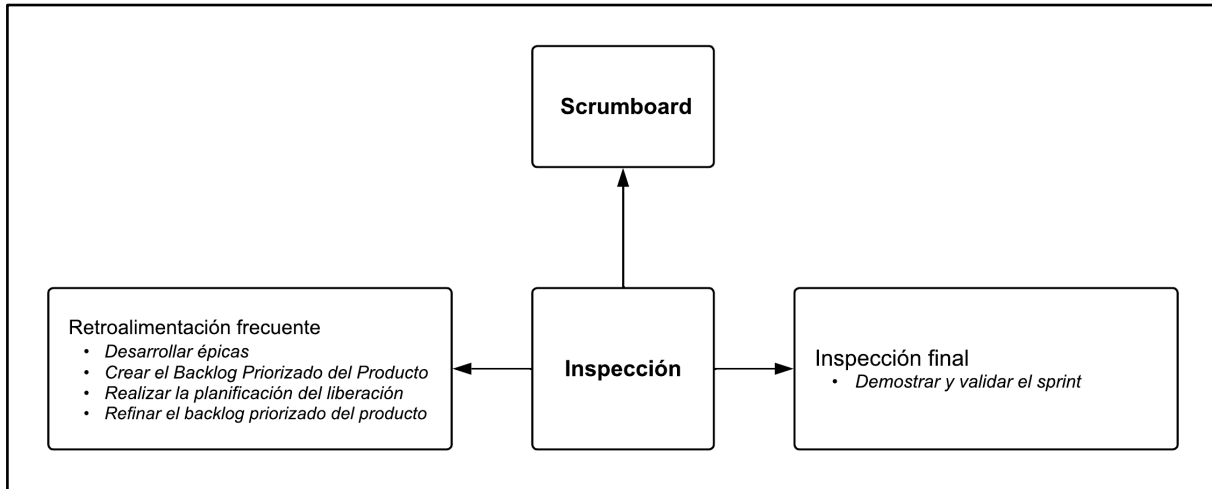 Scrumboard
Retroalimentación frecuente
• Desarrollar épicas
• Crear el Backlog Priorizado del Producto
• Realizar la planificación del liberación
• Refinar el backlog priorizado del producto
Inspección
Inspección final
• Demostrar y validar el sprint